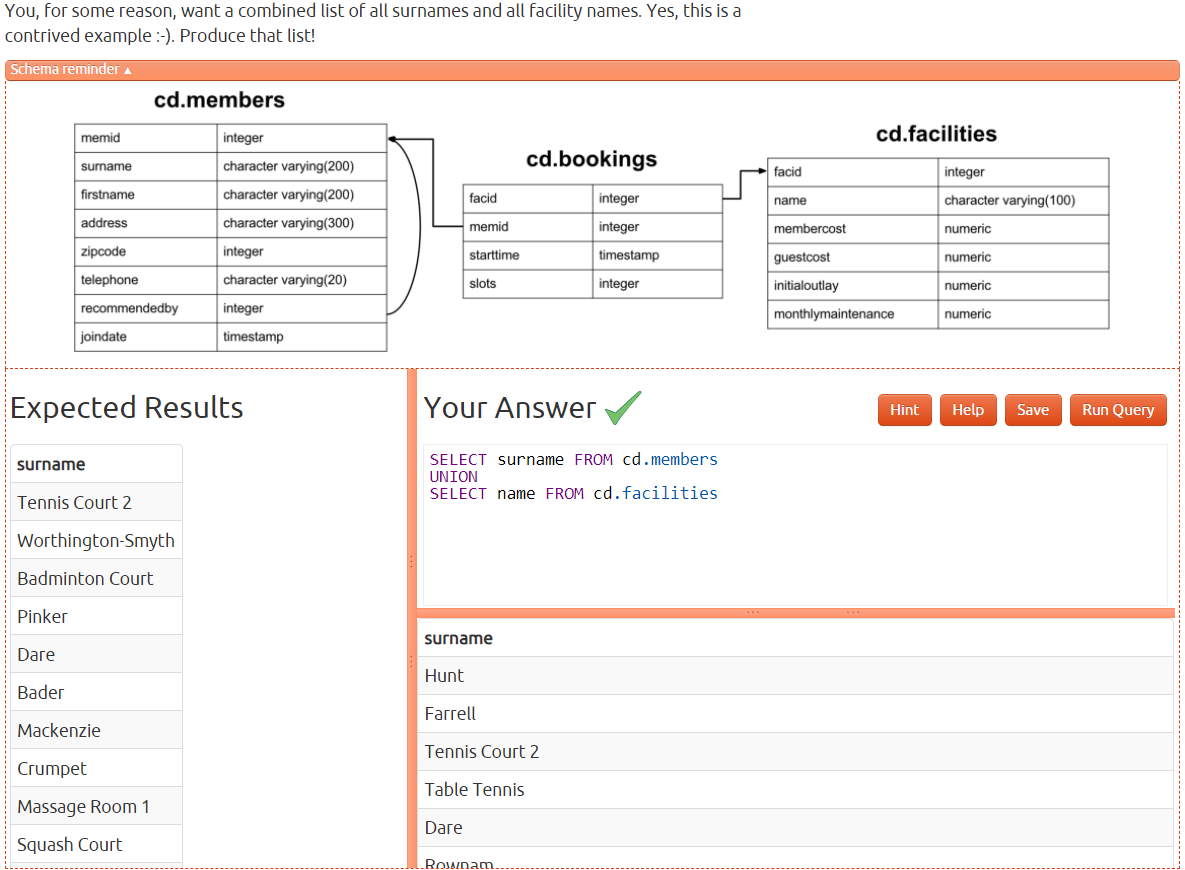 You, for some reason, want a combined list of all surnames and all facility names. Yes, this is a
contrived example :-). Produce that list!
Schema reminder ▲
cd.members
memid integer
surname character varying(200)
firstname character varying(200)
address character varying(300)
zipcode integer
telephone character varying(20)
recommendedby integer
joindate timestamp
cd.bookings
facid integer
memid integer
starttime timestamp
slots integer
cd.facilities
facid integer
name character varying(100)
membercost numeric
guestcost numeric
initialoutlay numeric
monthlymaintenance numeric
Expected Results
surname
Tennis Court 2
Worthington-Smyth
Badminton Court
Pinker
Dare
Bader
Mackenzie
Crumpet
Massage Room 1
Squash Court
Your Answer
Hint Help Save Run Query
SELECT surname FROM cd.members
UNION
SELECT name FROM cd.facilities
surname
Hunt
Farrell
Tennis Court 2
Table Tennis
Dare
Rownam